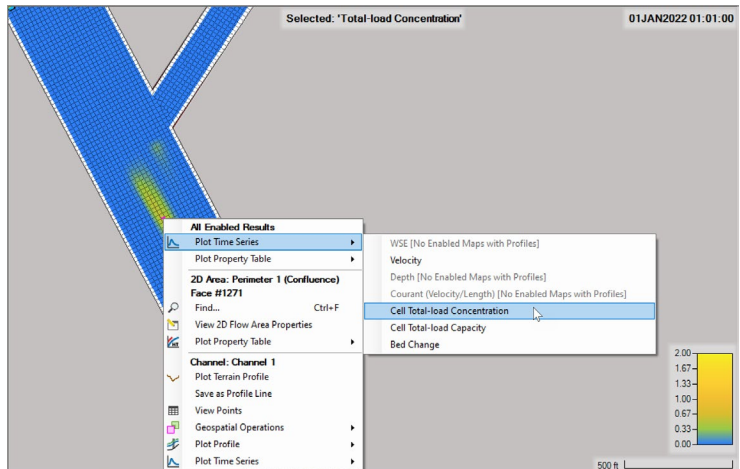 Selected: 'Total-load Concentration'
01JAN2022 01:01:00
All Enabled Results
Plot Time Series
Plot Property Table
2D Area: Perimeter 1 (Confluence)
Face #1271
Find... Ctrl+F
View 2D Flow Area Properties
Plot Property Table
Channel: Channel 1
Plot Terrain Profile
Save as Profile Line
View Points
Geospatial Operations
Plot Profile
Plot Time Series
WSE [No Enabled Maps with Profiles]
Velocity
Depth [No Enabled Maps with Profiles]
Courant (Velocity/Length) [No Enabled Maps with Profiles]
Cell Total-load Concentration
Cell Total-load Capacity
Bed Change
2.00
1.67
1.33
1.00
0.67
0.33
0.00
500 ft